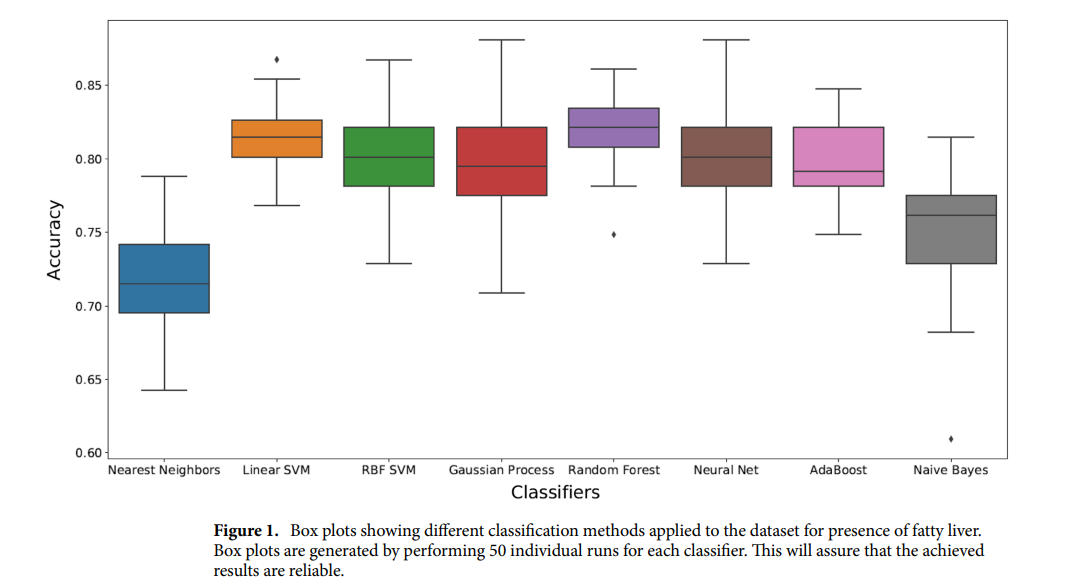 0.85
0.80
0.75
0.70
0.65
0.60
Accuracy
Nearest Neighbors Linear SVM RBF SVM Gaussian Process Random Forest Neural Net AdaBoost Naive Bayes
Classifiers
Figure 1. Box plots showing different classification methods applied to the dataset for presence of fatty liver.
Box plots are generated by performing 50 individual runs for each classifier. This will assure that the achieved
results are reliable.